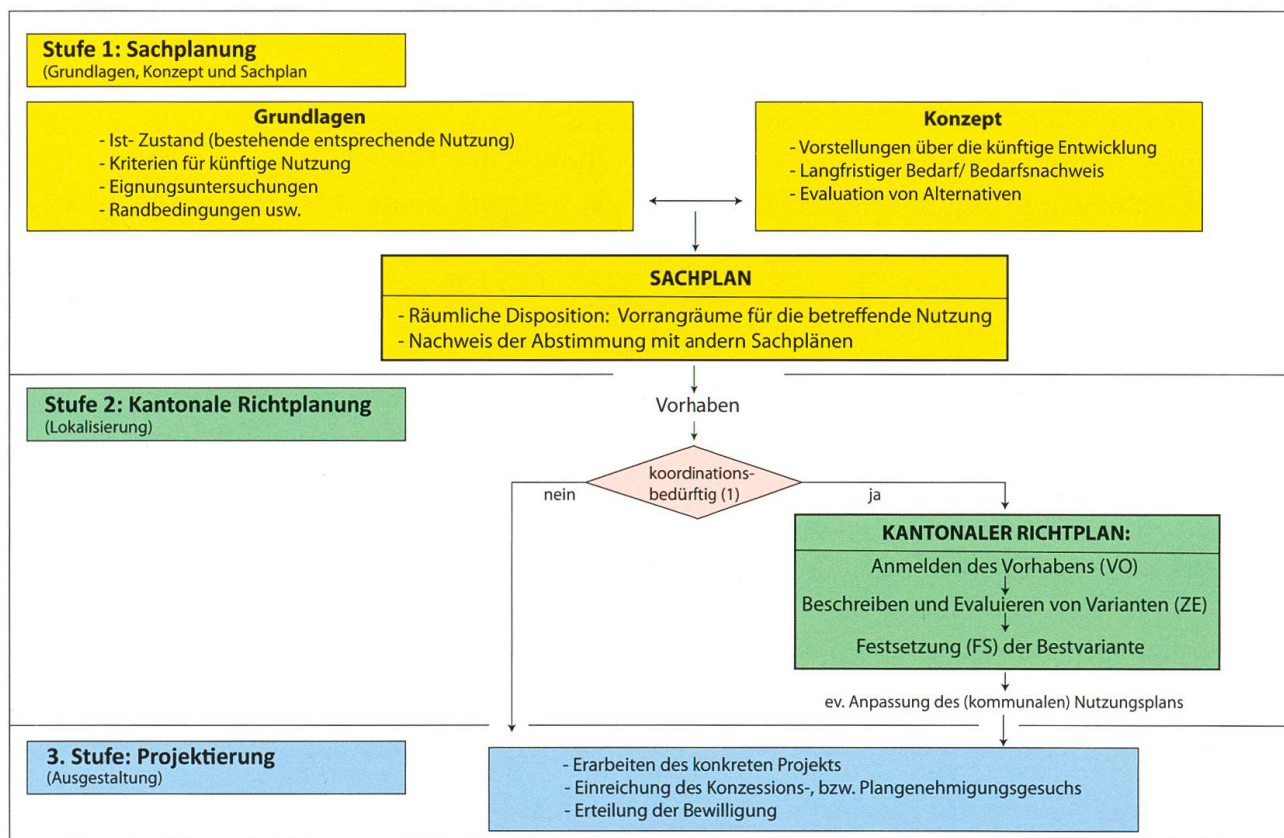 Stufe 1: Sachplanung
(Grundlagen, Konzept und Sachplan
Grundlagen
- Ist- Zustand (bestehende entsprechende Nutzung)
- Kriterien für künftige Nutzung
- Eignungsuntersuchungen
- Randbedingungen usw.
Konzept
- Vorstellungen über die künftige Entwicklung
- Langfristiger Bedarf/ Bedarfsnachweis
- Evaluation von Alternativen
SACHPLAN
- Räumliche Disposition: Vorrangräume für die betreffende Nutzung
- Nachweis der Abstimmung mit andern Sachplänen
Stufe 2: Kantonale Richtplanung
(Lokalisierung)
Vorhaben
koordinations-
bedürftig (1)
nein
ja
KANTONALER RICHTPLAN:
Anmelden des Vorhabens (VO)
Beschreiben und Evaluieren von Varianten (ZE)
Festsetzung (FS) der Bestvariante
ev. Anpassung des (kommunalen) Nutzungsplans
3. Stufe: Projektierung
(Ausgestaltung)
- Erarbeiten des konkreten Projekts
- Einreichung des Konzessions-, bzw. Plangenehmigungsgesuchs
- Erteilung der Bewilligung